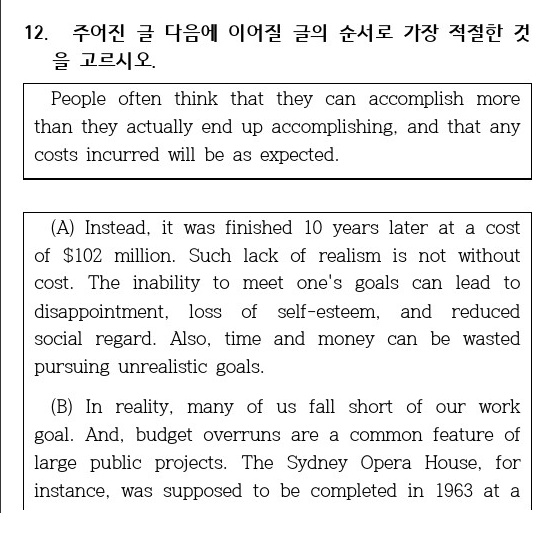 12. 주어진 글 다음에 이어질 글의 순서로 가장 적절한 것
을 고르시오.
People often think that they can accomplish more
than they actually end up accomplishing, and that any
costs incurred will be as expected.
(A) Instead, it was finished 10 years later at a cost
of $102 million. Such lack of realism is not without
cost. The inability to meet one's goals can lead to
disappointment, loss of self-esteem, and reduced
social regard. Also, time and money can be wasted
pursuing unrealistic goals.
(B) In reality, many of us fall short of our work
goal. And, budget overruns are a common feature of
large public projects. The Sydney Opera House, for
instance, was supposed to be completed in 1963 at a